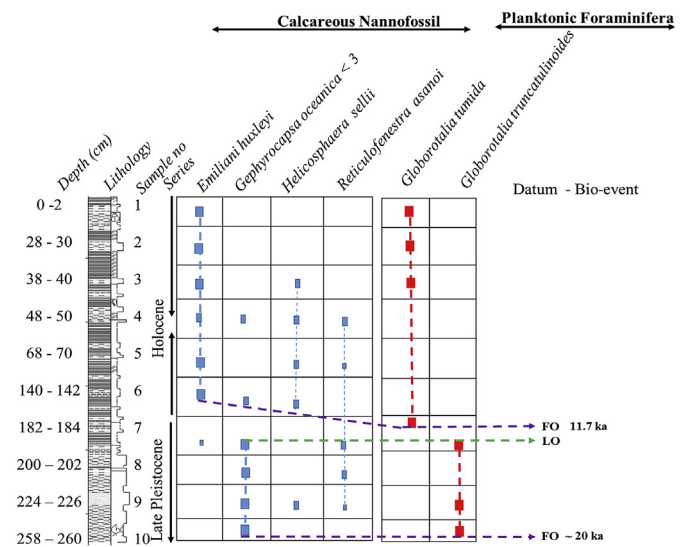 Calcareous Nannofossil
Planktonic Foraminifera
Depth (cm)
Lithology
Sample no
Series
Emiliani huxleyi
Gephyrocapsa oceanica < 3
Helicosphaera sellii
Reticulofenestra asanoi
Globorotalia tumida
Globorotalia truncatulinoides
Datum - Bio-event
0 -2 1
28 – 30 2
38 – 40 3
48 – 50 4
68 – 70 5
140 – 142 6
182 – 184 7
200 – 202 8
224 – 226 9
258 – 260 10
Holocene
Late Pleistocene
FO 11.7 ka
LO
FO ~ 20 ka